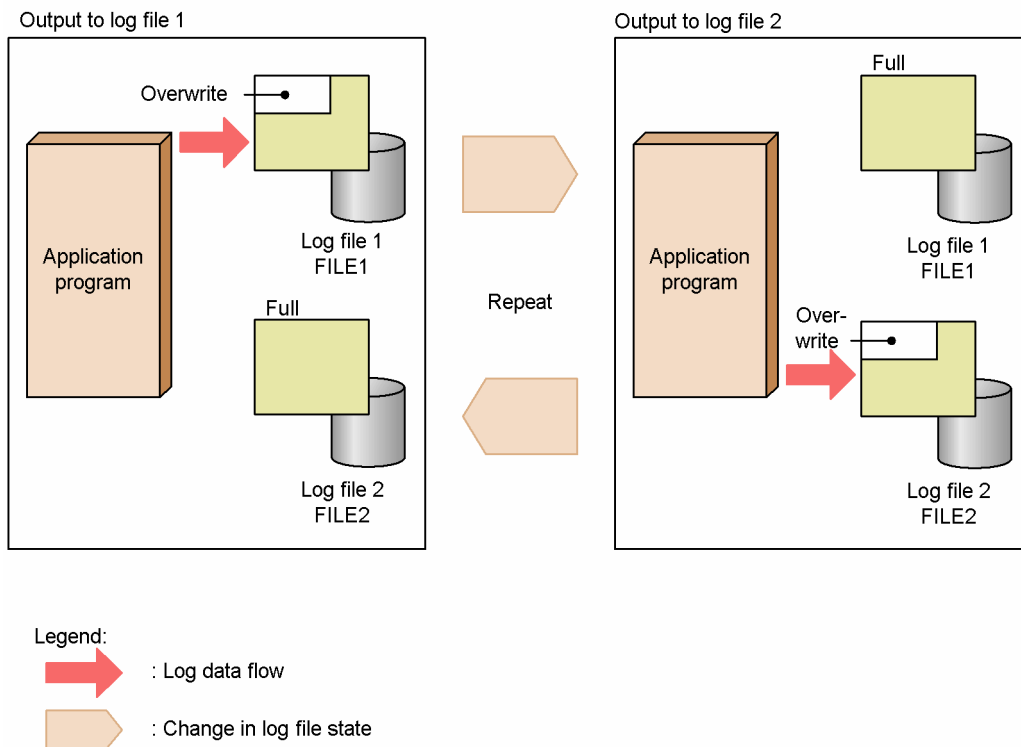 Output to log file 1
Overwrite
Application
program
Log file 1
FILE1
Full
Log file 2
FILE2
Repeat
Output to log file 2
Full
Application
program
Log file 1
FILE1
Over-
write
Log file 2
FILE2
Legend:
: Log data flow
: Change in log file state